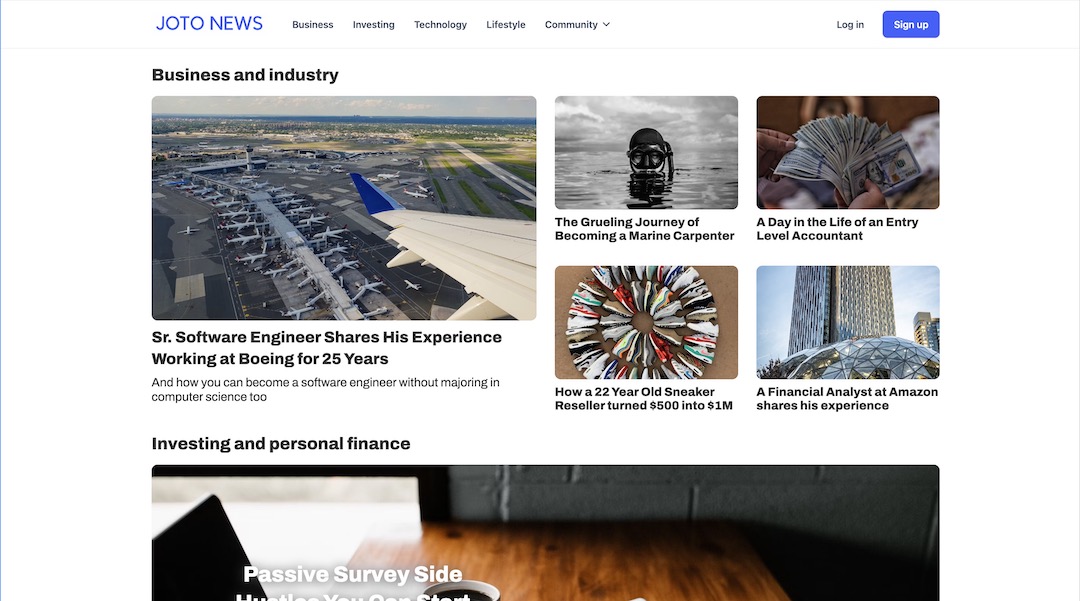 JOTO NEWS
Business
Investing
Technology
Lifestyle
Community
Log in
Sign up
Business and industry
Sr. Software Engineer Shares His Experience
Working at Boeing for 25 Years
And how you can become a software engineer without majoring in
computer science too
The Grueling Journey of
Becoming a Marine Carpenter
A Day in the Life of an Entry
Level Accountant
How a 22 Year Old Sneaker
Reseller turned $500 into $1M
A Financial Analyst at Amazon
shares his experience
Investing and personal finance
Passive Survey Side
Hustles You Can Start